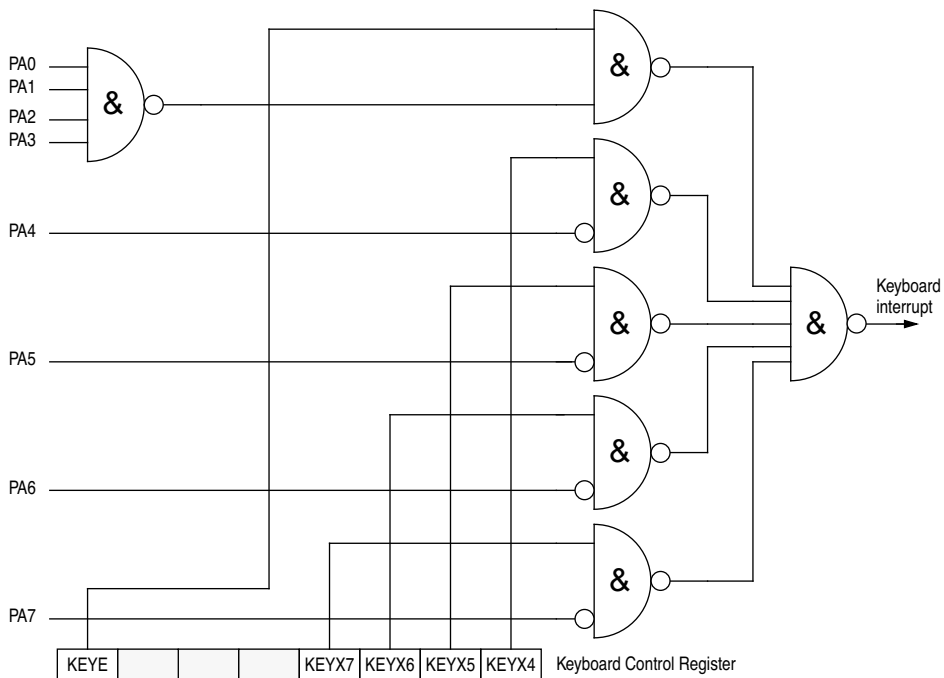 PA0
PA1
PA2
PA3
&
&
&
PA4
Keyboard
interrupt
&
&
PA5
&
PA6
&
PA7
KEYE
KEYX7
KEYX6
KEYX5
KEYX4
Keyboard Control Register